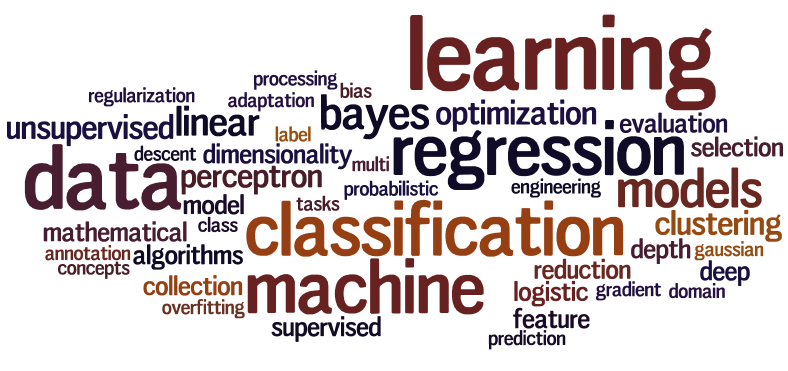 learning
processing
bias
regularization
adaptation
bayes
optimization
unsupervised
linear
label
evaluation
data
descent
dimensionality
multi
regression
selection
perceptron
probabilistic
engineering
models
model
tasks
mathematical
class
classification
clustering
annotation
algorithms
depth
gaussian
concepts
collection
machine
reduction
deep
overfitting
logistic
gradient
domain
supervised
feature
prediction